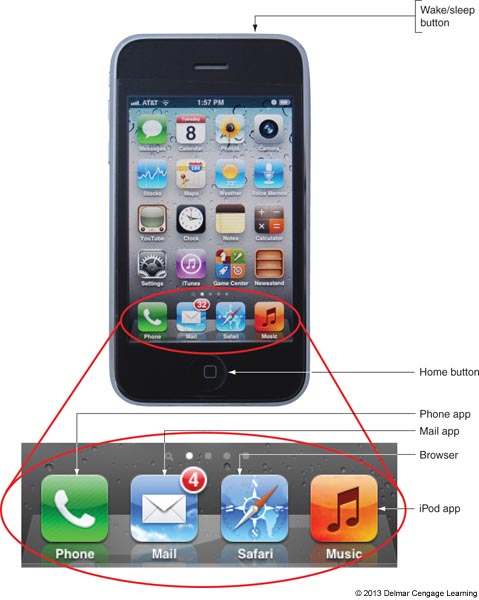 Wake/sleep
button
AT&T 1:57 PM
Tuesday
8
Messages Calendar Photos Camera
280
73°
Stocks Maps Weather Voice Memos
YouTube Clock Notes Calculator
Settings iTunes Game Center Newsstand
32
Phone Mail Safari Music
Home button
Phone app
Mail app
Browser
4
iPod app
Phone Mail Safari Music
© 2013 Delmar Cengage Learning